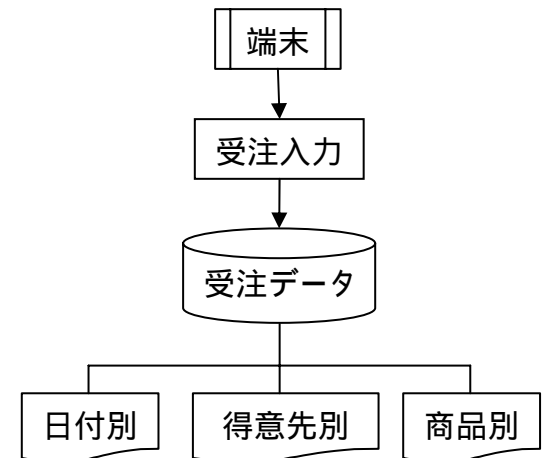 端末
受注入力
受注データ
日付別
得意先別
商品別